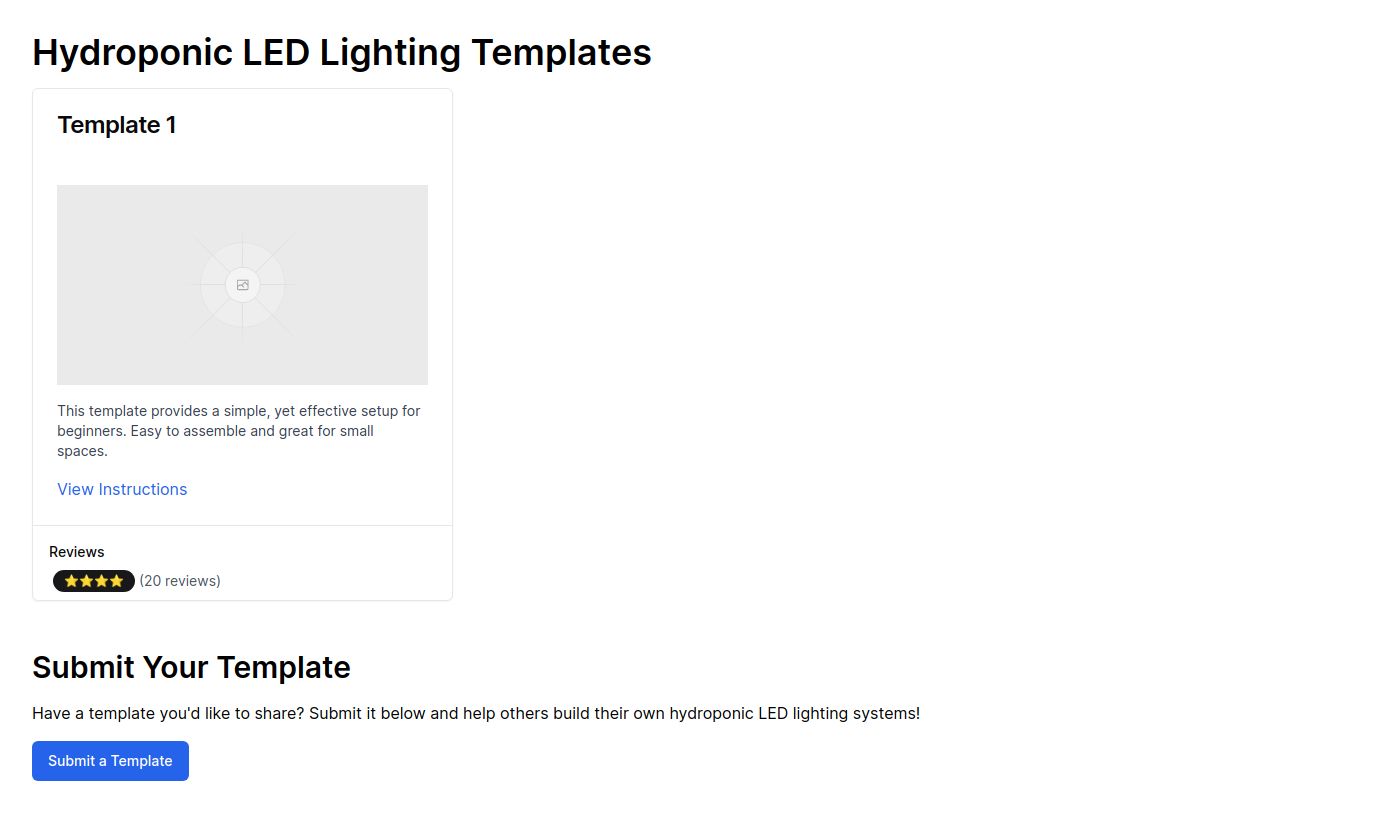 Hydroponic LED Lighting Templates
Template 1
This template provides a simple, yet effective setup for
beginners. Easy to assemble and great for small
spaces.
View Instructions
Reviews
⭐⭐⭐⭐ (20 reviews)
Submit Your Template
Have a template you'd like to share? Submit it below and help others build their own hydroponic LED lighting systems!
Submit a Template